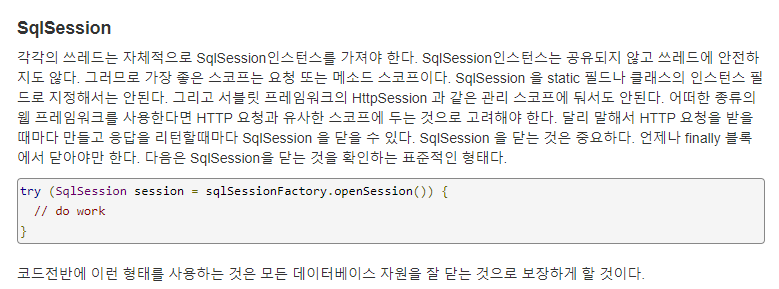 SqlSession
각각의 쓰레드는 자체적으로 SqlSession인스턴스를 가져야 한다. SqlSession인스턴스는 공유되지 않고 쓰레드에 안전하
지도 않다. 그러므로 가장 좋은 스코프는 요청 또는 메소드 스코프이다. SqlSession 을 static 필드나 클래스의 인스턴스 필
드로 지정해서는 안된다. 그리고 서블릿 프레임워크의 HttpSession 과 같은 관리 스코프에 둬서도 안된다. 어떠한 종류의
웹 프레임워크를 사용한다면 HTTP 요청과 유사한 스코프에 두는 것으로 고려해야 한다. 달리 말해서 HTTP 요청을 받을
때마다 만들고 응답을 리턴할때마다 SqlSession 을 닫을 수 있다. SqlSession 을 닫는 것은 중요하다. 언제나 finally 블록
에서 닫아야만 한다. 다음은 SqlSession을 닫는 것을 확인하는 표준적인 형태다.
try (SqlSession session = sqlSessionFactory.openSession()) {
  // do work
}
코드전반에 이런 형태를 사용하는 것은 모든 데이터베이스 자원을 잘 닫는 것으로 보장하게 할 것이다.